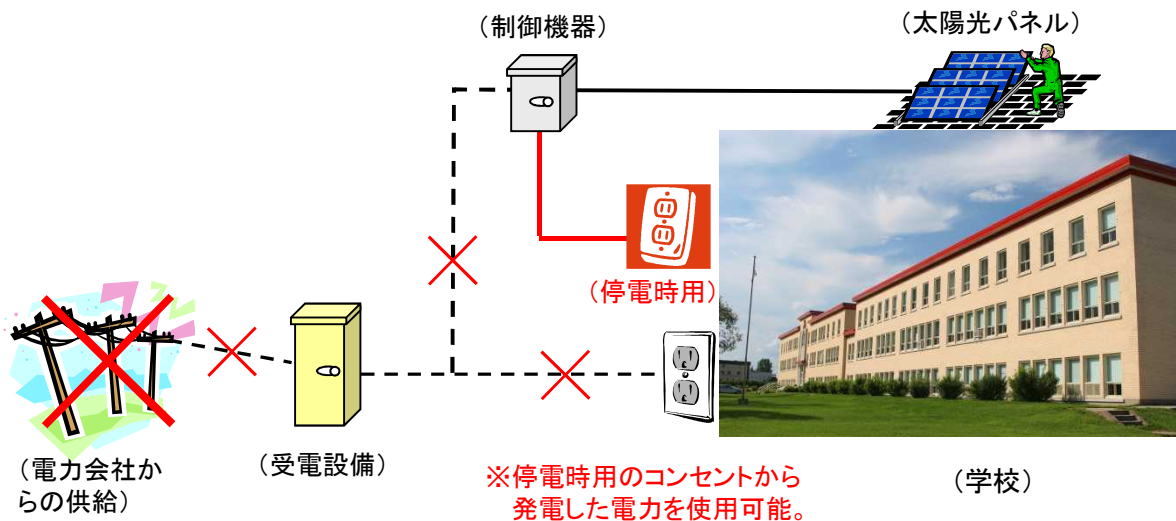 （制御機器）
（太陽光パネル）
（停電時用）
（電力会社か
らの供給）
（受電設備）
※停電時用のコンセントから
発電した電力を使用可能。
（学校）